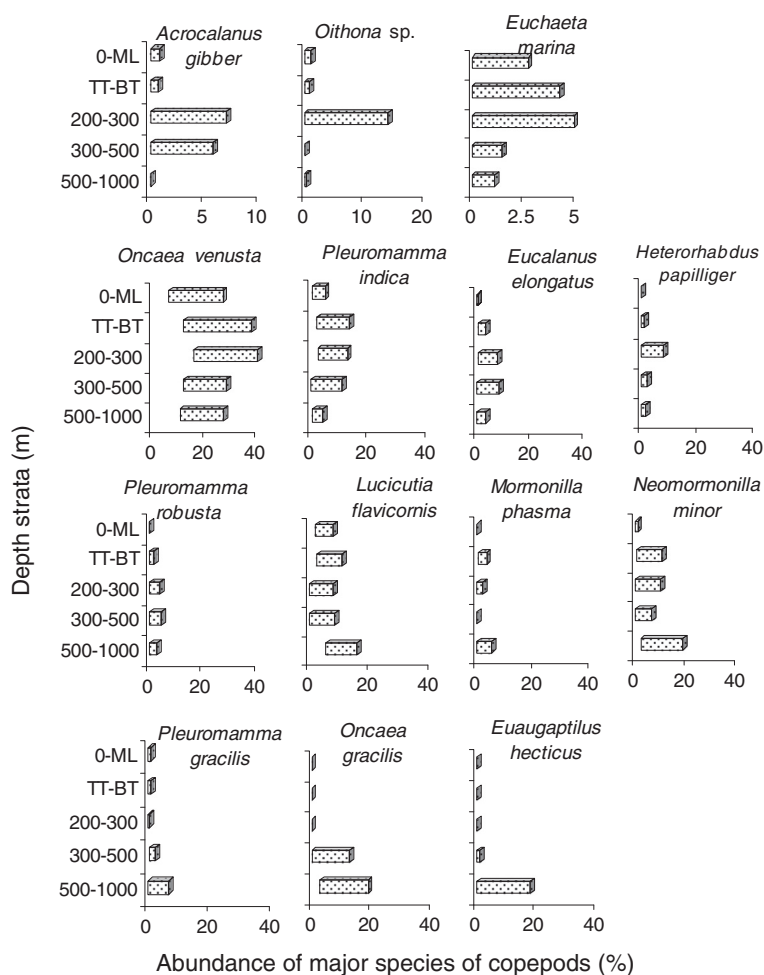 Acrocalanus gibber
Oithona sp.
Euchaeta marina
0-ML
TT-BT
200-300
300-500
500-1000
0 5 10
0 10 20
0 2.5 5
Oncaea venusta
Pleuromamma indica
Eucalanus elongatus
Heterorhabdus papilliger
0-ML
TT-BT
200-300
300-500
500-1000
0 20 40
0 20 40
0 20 40
0 20 40
Depth strata (m)
Pleuromamma robusta
Lucicutia flavicornis
Mormonilla phasma
Neomormonilla minor
0-ML
TT-BT
200-300
300-500
500-1000
0 20 40
0 20 40
0 20 40
0 20 40
Pleuromamma gracilis
Oncaea gracilis
Euaugaptilus hecticus
0-ML
TT-BT
200-300
300-500
500-1000
0 20 40
0 20 40
0 20 40
Abundance of major species of copepods (%)